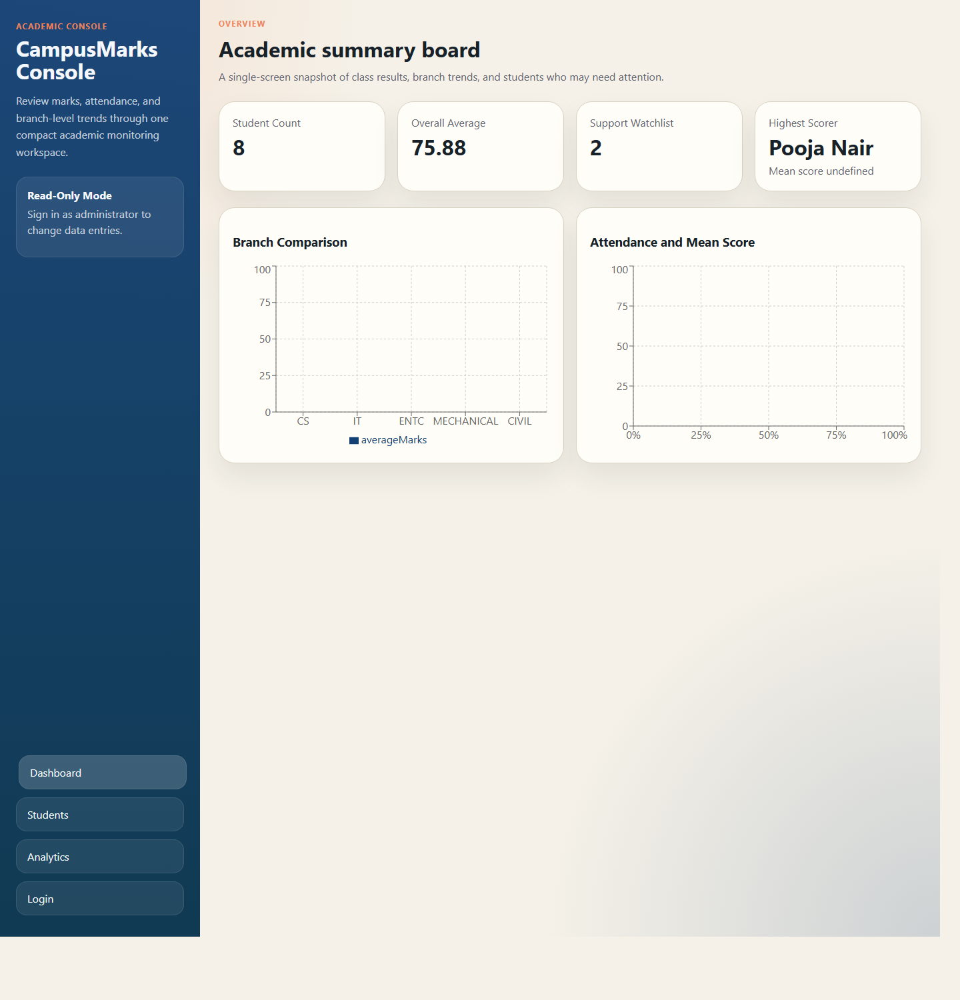 ACADEMIC CONSOLE
CampusMarks
Console
Review marks, attendance, and
branch-level trends through one
compact academic monitoring
workspace.
Read-Only Mode
Sign in as administrator to
change data entries.
Dashboard
Students
Analytics
Login
OVERVIEW
Academic summary board
A single-screen snapshot of class results, branch trends, and students who may need attention.
Student Count
8
Overall Average
75.88
Support Watchlist
2
Highest Scorer
Pooja Nair
Mean score undefined
Branch Comparison
100
75
50
25
0
CS IT ENTC MECHANICAL CIVIL
averageMarks
Attendance and Mean Score
100
75
50
25
0
0% 25% 50% 75% 100%